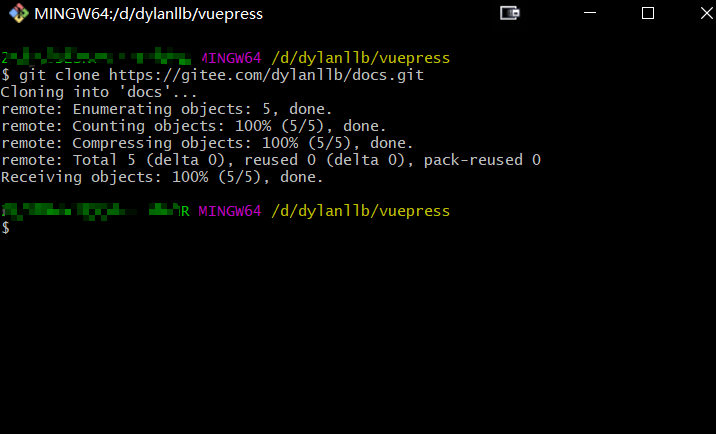 MINGW64:/d/dylanllb/vuepress
MINGW64 /d/dylanllb/vuepress
$ git clone https://gitee.com/dylanllb/docs.git
Cloning into 'docs'...
remote: Enumerating objects: 5, done.
remote: Counting objects: 100% (5/5), done.
remote: Compressing objects: 100% (5/5), done.
remote: Total 5 (delta 0), reused 0 (delta 0), pack-reused 0
Receiving objects: 100% (5/5), done.
MINGW64 /d/dylanllb/vuepress
$